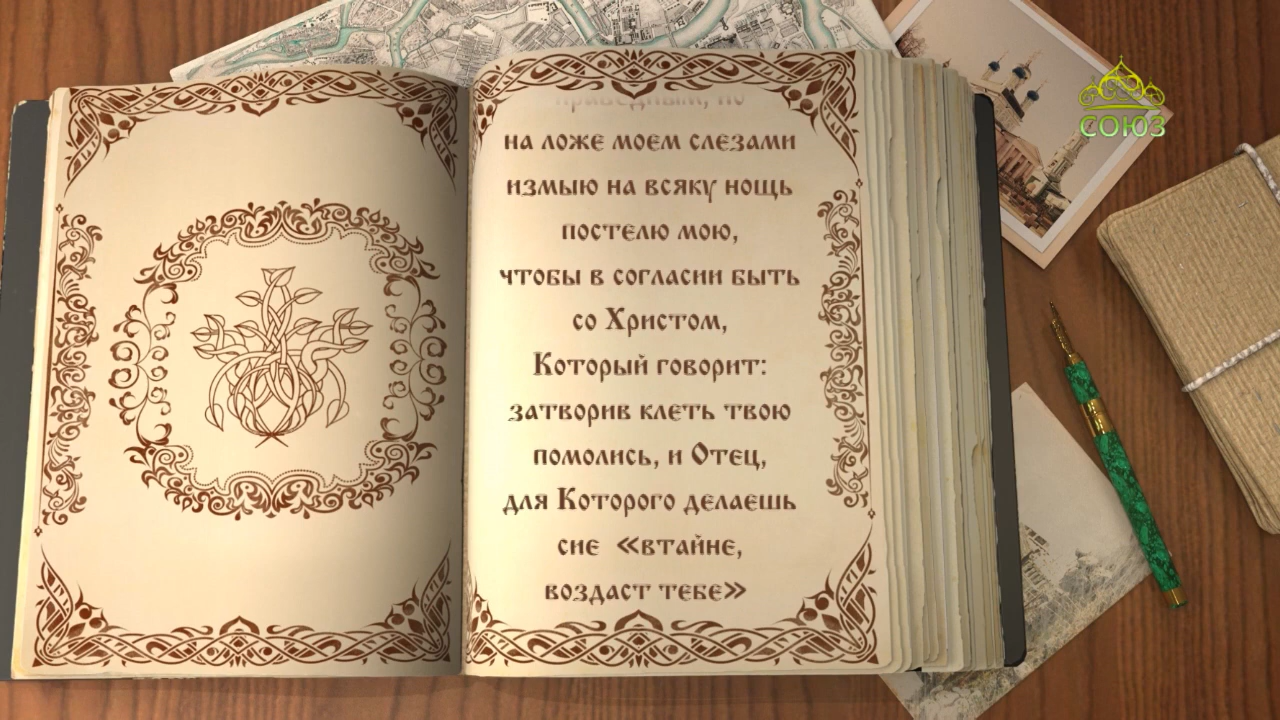 на ложе моем слезами
измыю на всяку нощь
постелю мою,
чтобы в согласии быть
со Христом,
Который говорит:
затворив клеть твою
помолись, и Отец,
для Которого делаешь
сие «втайне,
воздаст тебе»
СОЮЗ